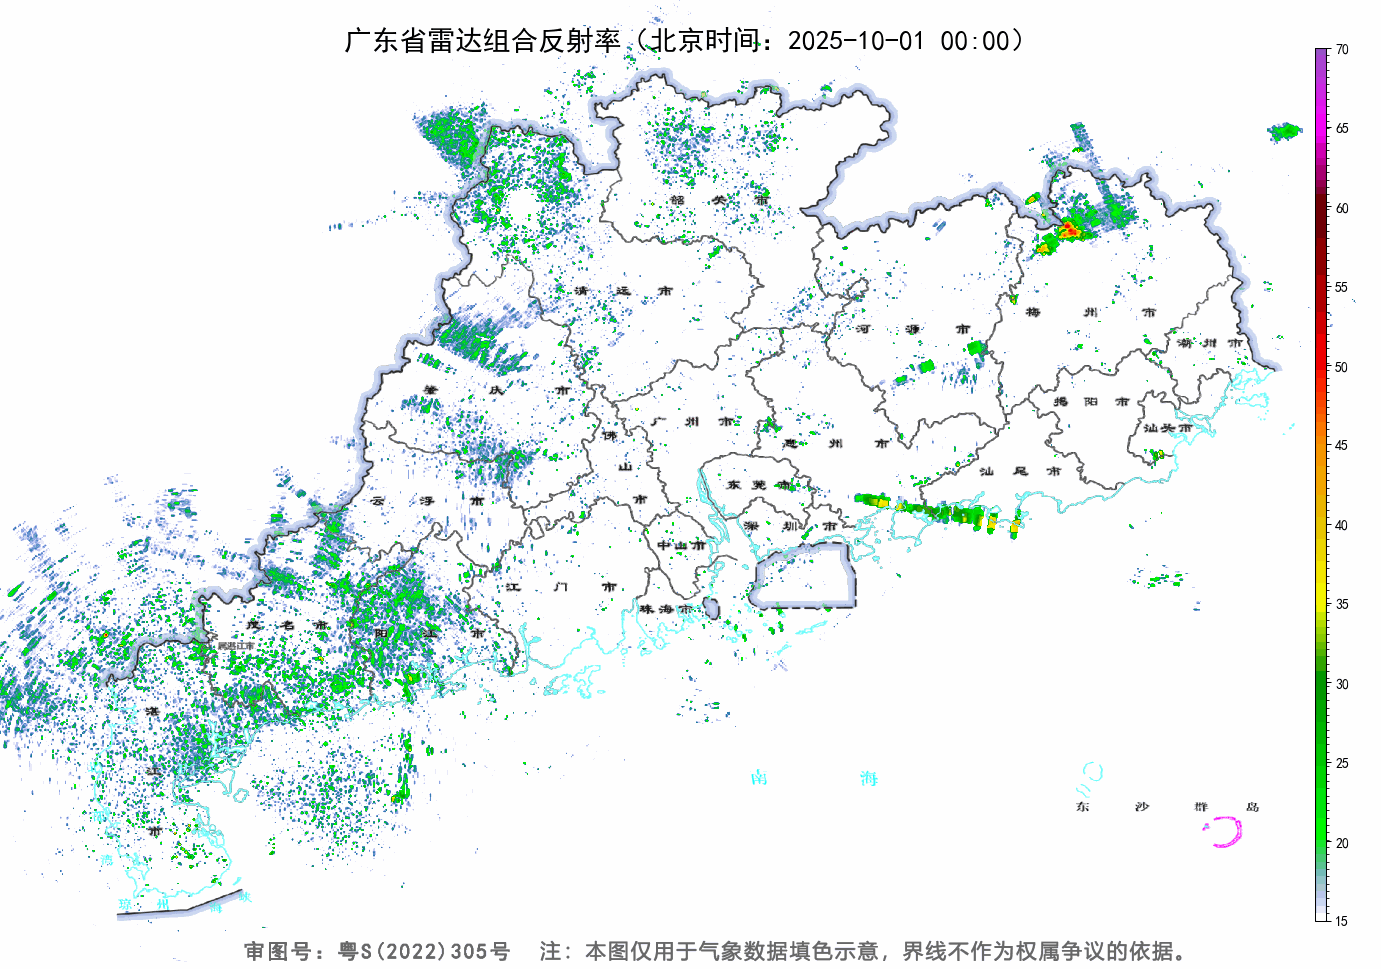 广东省雷达组合反射率（北京时间：2025-10-01 00:00）
70
65
60
55
50
45
40
35
30
25
20
15
韶关市
清远市
河源市
梅州市
潮州市
肇庆市
广州市
佛山市
惠州市
揭阳市
汕头市
汕尾市
云浮市
东莞市
深圳市
中山市
江门市
珠海市
茂名市
阳江市
属湛江市
湛江市
南海
东沙群岛
琼州海峡
审图号：粤S(2022)305号 注：本图仅用于气象数据填色示意，界线不作为权属争议的依据。